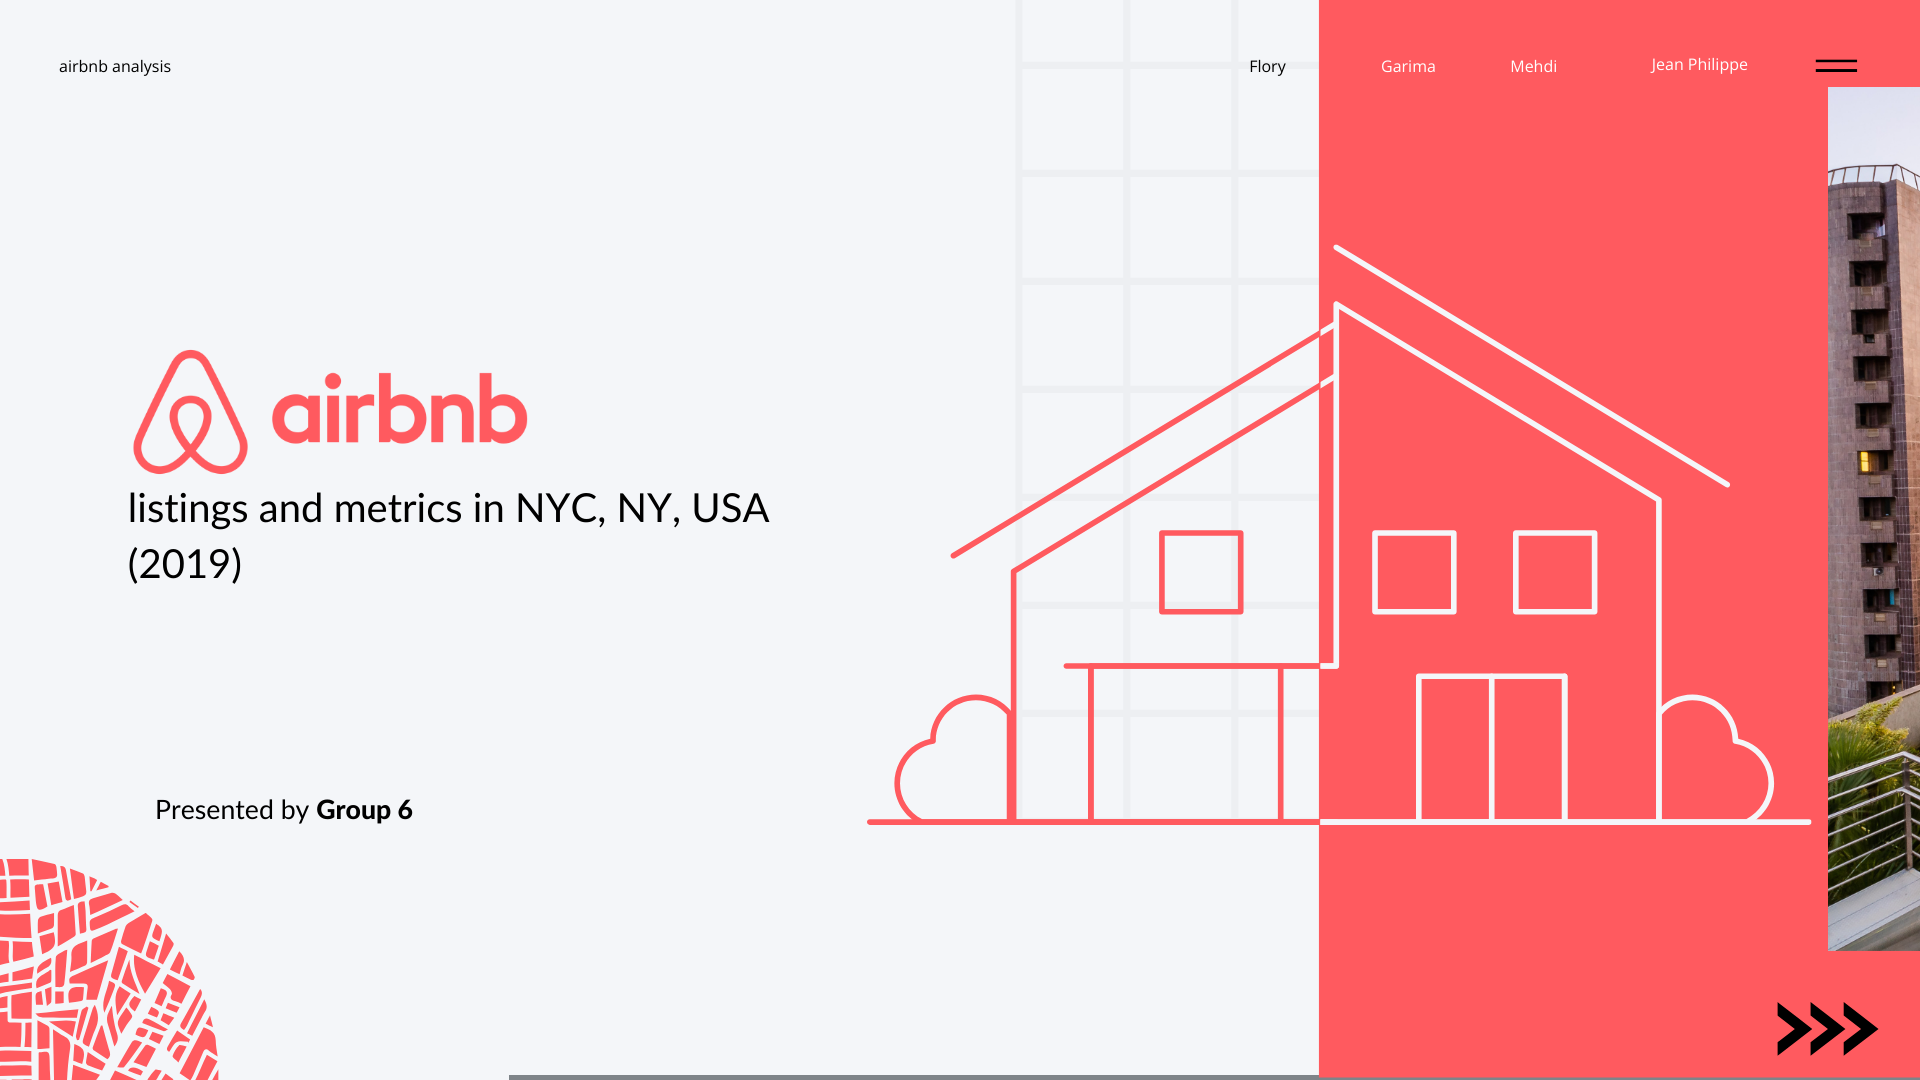 airbnb analysis
Flory
Garima
Mehdi
Jean Philippe
airbnb
listings and metrics in NYC, NY, USA
(2019)
Presented by Group 6